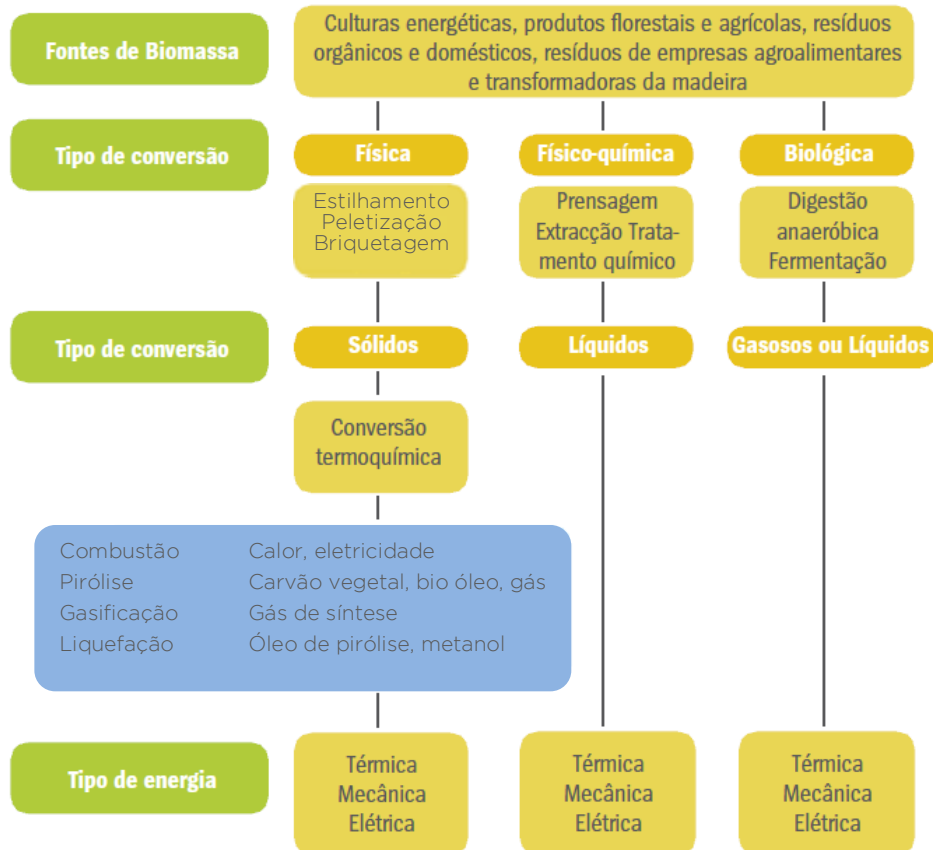 Fontes de Biomassa
Culturas energéticas, produtos florestais e agrícolas, resíduos
orgânicos e domésticos, resíduos de empresas agroalimentares
e transformadoras da madeira
Tipo de conversão
Física
Físico-química
Biológica
Estilhamento
Peletização
Briquetagem
Prensagem
Extracção Trata-
mento químico
Digestão
anaeróbica
Fermentação
Tipo de conversão
Sólidos
Líquidos
Gasosos ou Líquidos
Conversão
termoquímica
Combustão Calor, eletricidade
Pirólise Carvão vegetal, bio óleo, gás
Gasificação Gás de síntese
Liquefação Óleo de pirólise, metanol
Tipo de energia
Térmica
Mecânica
Elétrica
Térmica
Mecânica
Elétrica
Térmica
Mecânica
Elétrica